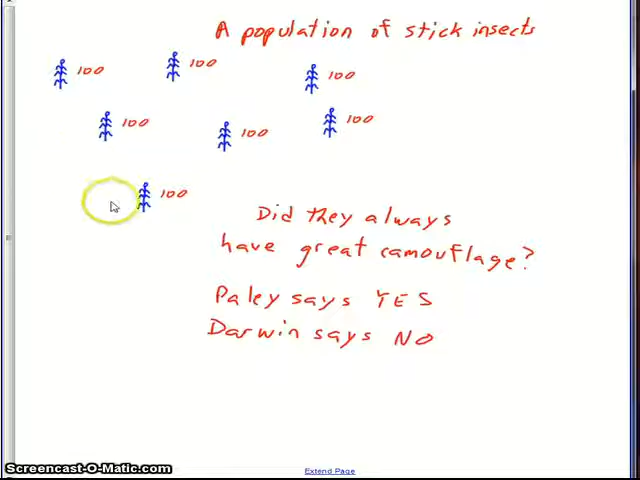 A population of stick insects
100
100
100
100
100
100
100
Did they always
have great camouflage?
Paley says YES
Darwin says NO
Extend Page
Screencast-O-Matic.com